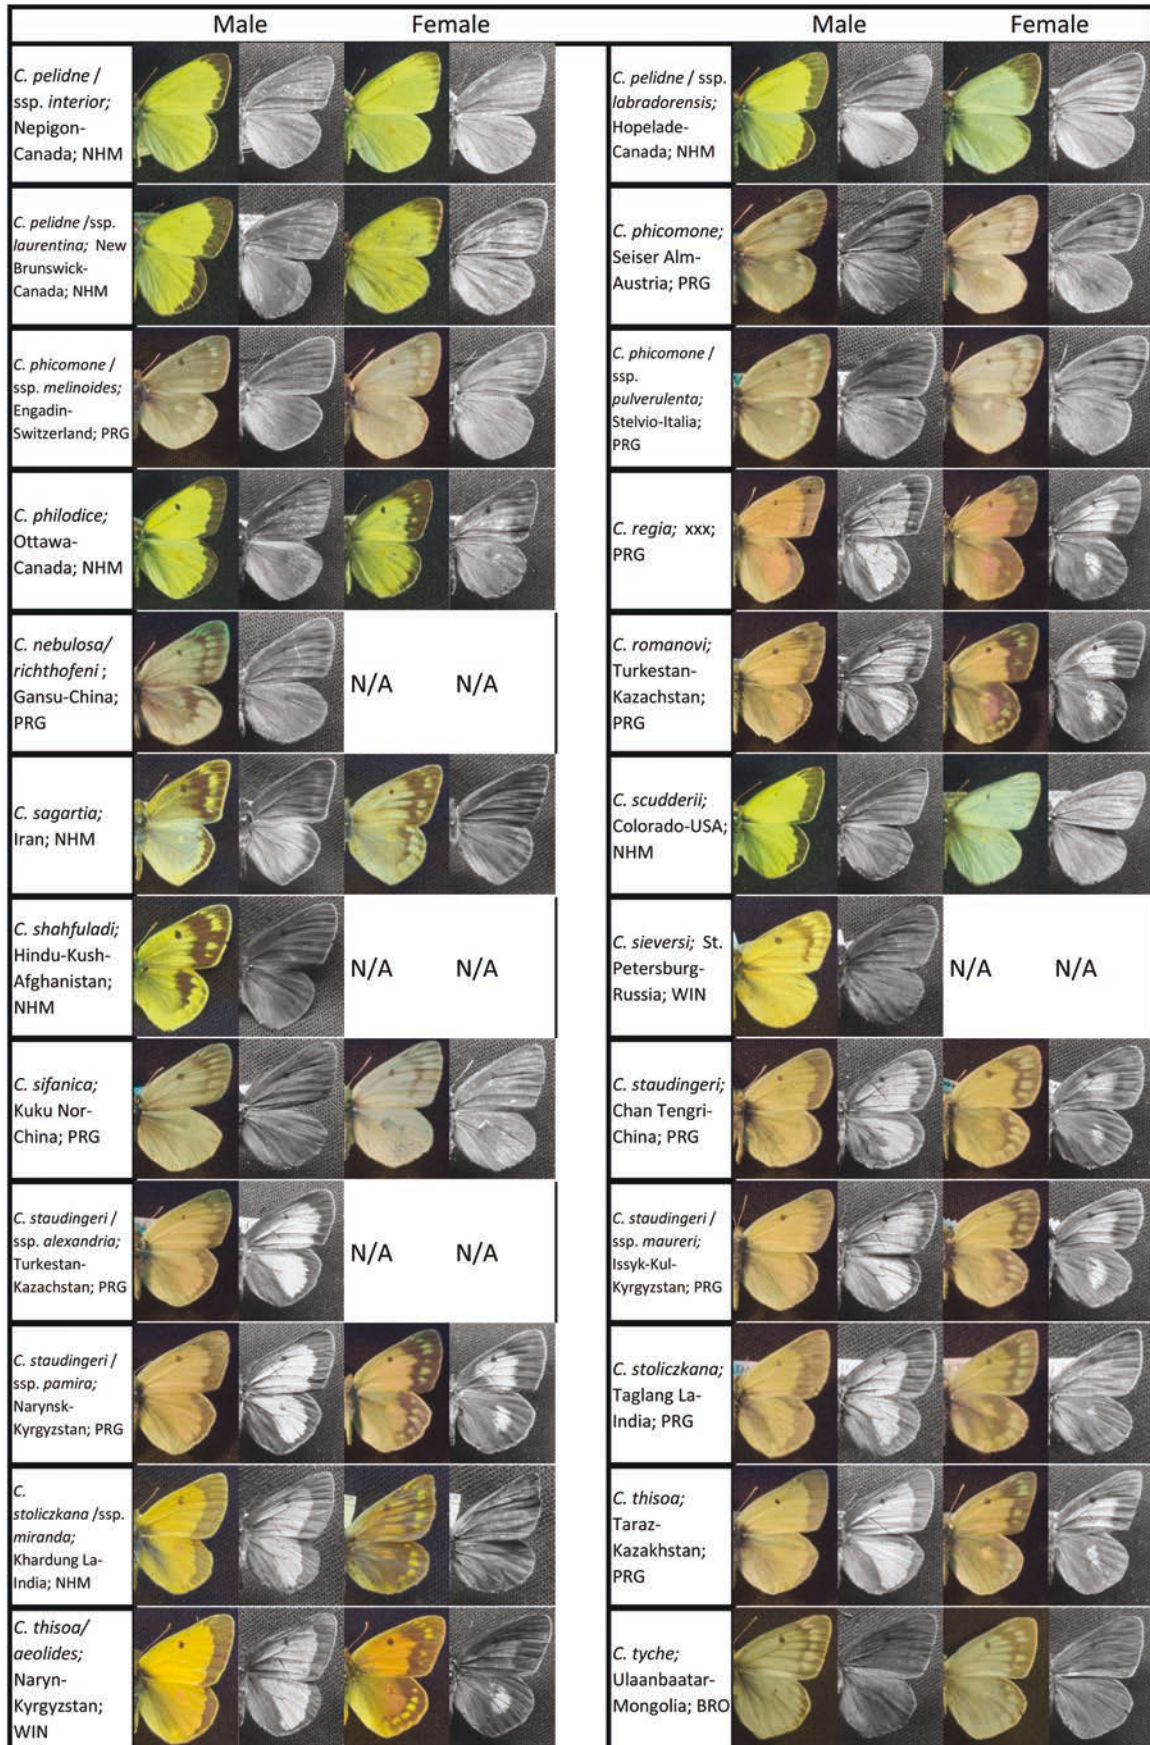 Male
Female
Male
Female
C. pelidne /
ssp. interior;
Nepigon-
Canada; NHM
C. pelidne / ssp.
labradorensis;
Hopelade-
Canada; NHM
C. pelidne /ssp.
laurentina; New
Brunswick-
Canada; NHM
C. phicomone;
Seiser Alm-
Austria; PRG
C. phicomone /
ssp. melinoides;
Engadin-
Switzerland; PRG
C. phicomone /
ssp.
pulverulenta;
Stelvio-Italia;
PRG
C. philodice;
Ottawa-
Canada; NHM
C. regia; xxx;
PRG
C. nebulosa/
richthofeni ;
Gansu-China;
PRG
N/A
N/A
C. romanovi;
Turkestan-
Kazachstan;
PRG
C. sagartia;
Iran; NHM
C. scudderii;
Colorado-USA;
NHM
C. shahfuladi;
Hindu-Kush-
Afghanistan;
NHM
N/A
N/A
C. sieversi; St.
Petersburg-
Russia; WIN
N/A
N/A
C. sifanica;
Kuku Nor-
China; PRG
C. staudingeri;
Chan Tengri-
China; PRG
C. staudingeri /
ssp. alexandria;
Turkestan-
Kazachstan; PRG
N/A
N/A
C. staudingeri /
ssp. maureri;
Issyk-Kul-
Kyrgyzstan; PRG
C. staudingeri /
ssp. pamira;
Narynsk-
Kyrgyzstan; PRG
C. stoliczkana;
Taglang La-
India; PRG
C.
stoliczkana /ssp.
miranda;
Khardung La-
India; NHM
C. thisoa;
Taraz-
Kazakhstan;
PRG
C. thisoa/
aeolides;
Naryn-
Kyrgyzstan;
WIN
C. tyche;
Ulaanbaatar-
Mongolia; BRO